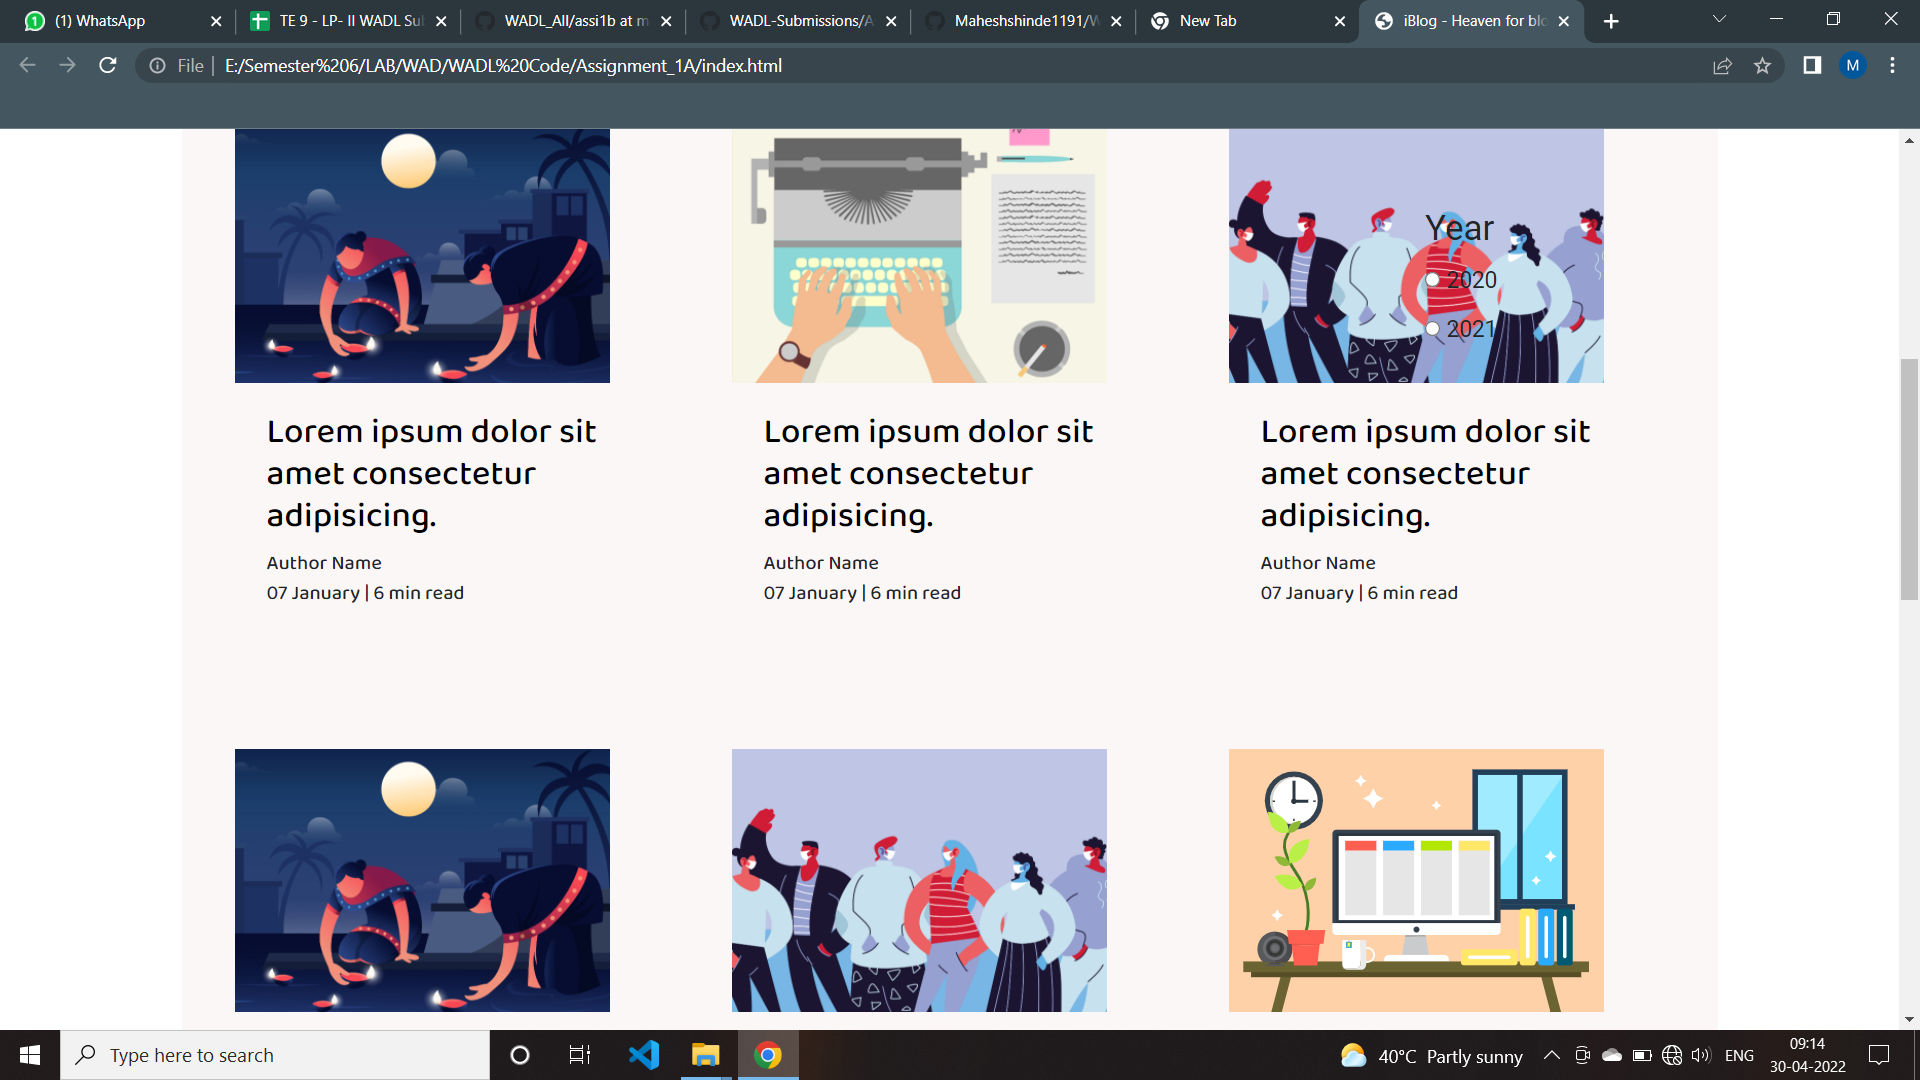 (1) WhatsApp
TE 9 - LP- II WADL Sul
WADL_All/assi1b at m
WADL-Submissions/A
Maheshshinde1191/W
New Tab
iBlog - Heaven for blo
File
E:/Semester%206/LAB/WAD/WADL%20Code/Assignment_1A/index.html
M
Year
2020
2021
Lorem ipsum dolor sit
amet consectetur
adipisicing.
Author Name
07 January | 6 min read
Lorem ipsum dolor sit
amet consectetur
adipisicing.
Author Name
07 January | 6 min read
Lorem ipsum dolor sit
amet consectetur
adipisicing.
Author Name
07 January | 6 min read
Type here to search
40°C Partly sunny
ENG
09:14
30-04-2022